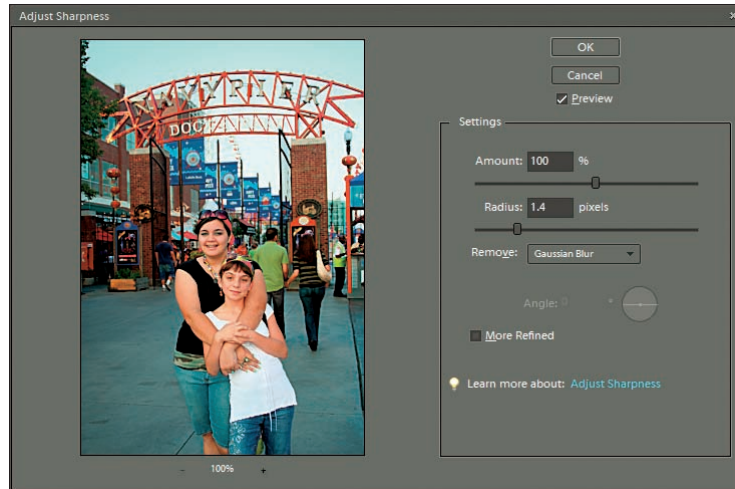 Adjust Sharpness
NAVY PIER
DOCK
- 100% +
OK
Cancel
Preview
Settings
Amount: 100 %
Radius: 1.4 pixels
Remove: Gaussian Blur
Angle:
More Refined
Learn more about: Adjust Sharpness